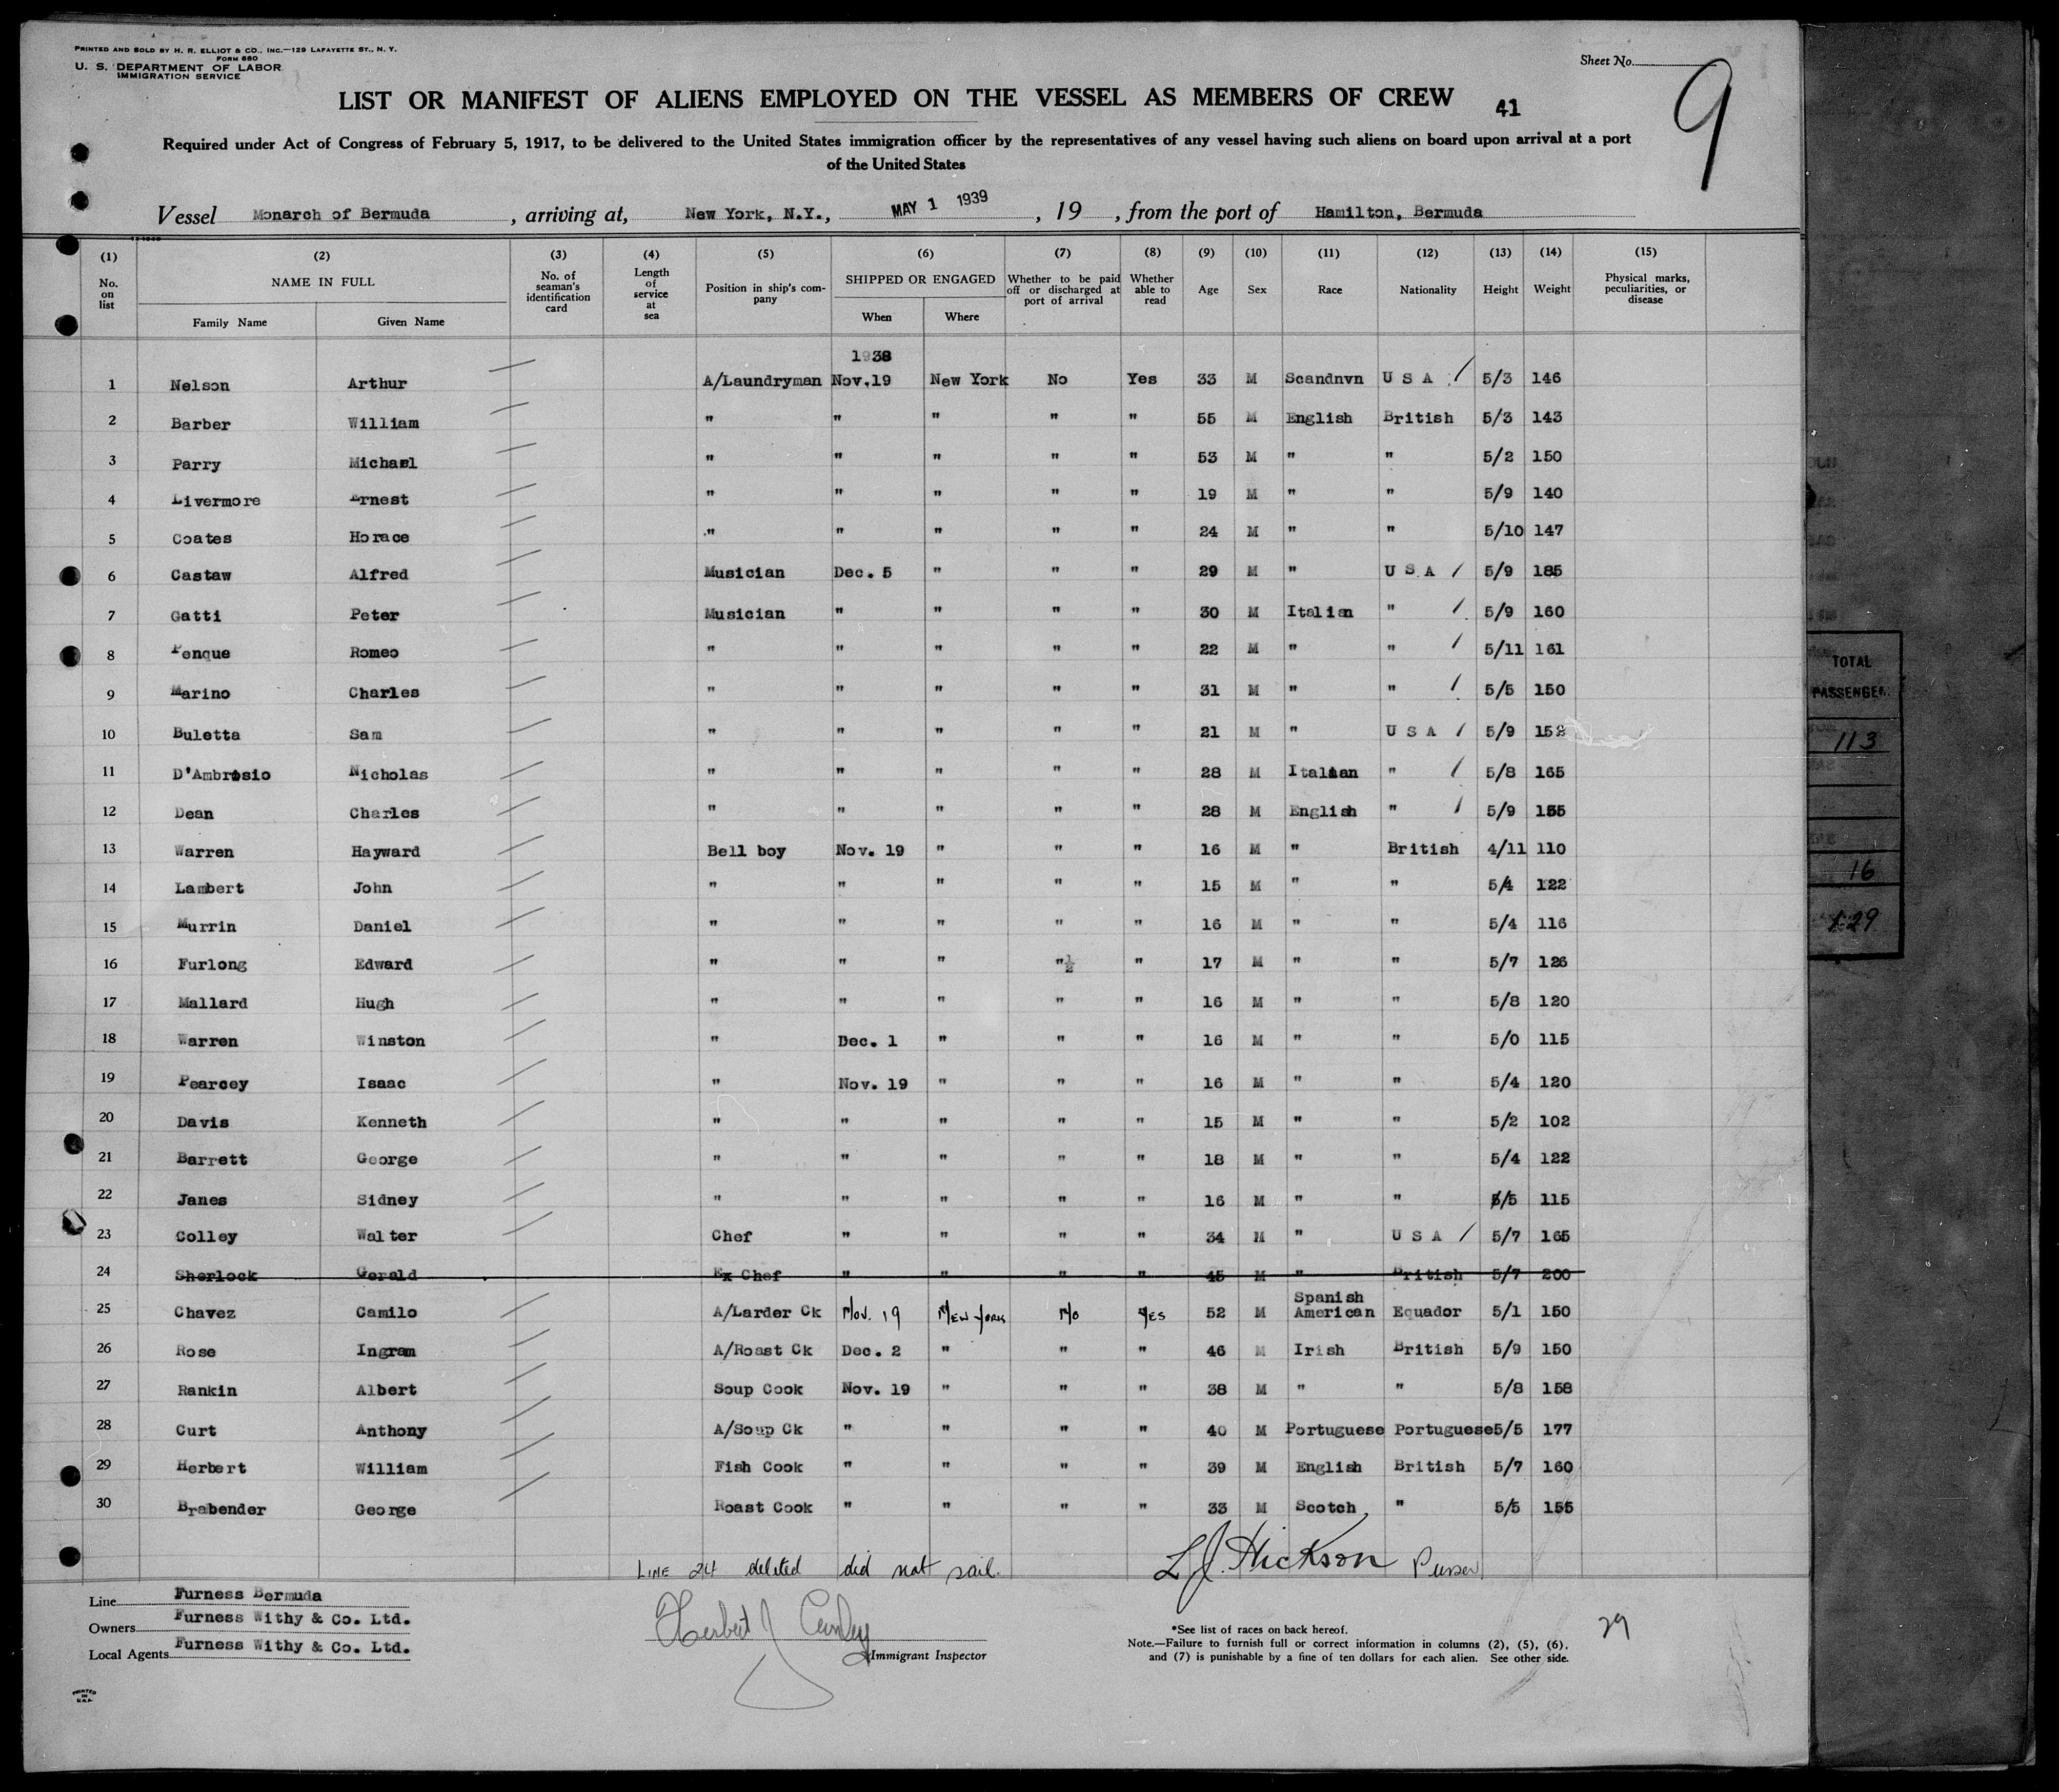 PRINTED AND SOLD BY H. R. ELLIOT & CO., INC.—129 LAFAYETTE ST., N. Y.
FORM 680
U. S. DEPARTMENT OF LABOR
IMMIGRATION SERVICE
Sheet No.
9
LIST OR MANIFEST OF ALIENS EMPLOYED ON THE VESSEL AS MEMBERS OF CREW 41
Required under Act of Congress of February 5, 1917, to be delivered to the United States immigration officer by the representatives of any vessel having such aliens on board upon arrival at a port
of the United States
Vessel Monarch of Bermuda , arriving at, New York, N.Y., MAY 1 1939 , 19 , from the port of Hamilton, Bermuda
(1) (2) (3) (4) (5) (6) (7) (8) (9) (10) (11) (12) (13) (14) (15)
No. on list NAME IN FULL Family Name Given Name No. of seaman's identification card Length of service at sea Position in ship's company SHIPPED OR ENGAGED When Where Whether to be paid off or discharged at port of arrival Whether able to read Age Sex Race Nationality Height Weight Physical marks, peculiarities, or disease
1938
1 Nelson Arthur A/Laundryman Nov.19 New York No Yes 33 M Scandnvn U S A / 5/3 146
2 Barber William " " " " " 55 M English British 5/3 143
3 Parry Michael " " " " " 53 M " " 5/2 150
4 Livermore Ernest " " " " " 19 M " " 5/9 140
5 Coates Horace " " " " " 24 M " " 5/10 147
6 Castaw Alfred Musician Dec. 5 " " " 29 M " U S A / 5/9 185
7 Gatti Peter Musician " " " " 30 M Italian " / 5/9 160
8 Penque Romeo " " " " " 22 M " " / 5/11 161
9 Marino Charles " " " " " 31 M " " / 5/5 150
10 Buletta Sam " " " " " 21 M " U S A / 5/9 152
11 D'Ambrosio Nicholas " " " " " 28 M Italian " / 5/8 165
12 Dean Charles " " " " " 28 M English " / 5/9 155
13 Warren Hayward Bell boy Nov. 19 " " " 16 M " British 4/11 110
14 Lambert John " " " " " 15 M " " 5/4 122
15 Murrin Daniel " " " " " 16 M " " 5/4 116
16 Furlong Edward " " " "½ " 17 M " " 5/7 126
17 Mallard Hugh " " " " " 16 M " " 5/8 120
18 Warren Winston " Dec. 1 " " " 16 M " " 5/0 115
19 Pearcey Isaac " Nov. 19 " " " 16 M " " 5/4 120
20 Davis Kenneth " " " " " 15 M " " 5/2 102
21 Barrett George " " " " " 18 M " " 5/4 122
22 Janes Sidney " " " " " 16 M " " 5/5 115
23 Colley Walter Chef " " " " 34 M " U S A / 5/7 165
24 Sherlock Gerald Ex Chef " " " " 45 M " British 5/7 200
25 Chavez Camilo A/Larder Ck Nov. 19 New York No Yes 52 M Spanish American Equador 5/1 150
26 Rose Ingram A/Roast Ck Dec. 2 " " " 46 M Irish British 5/9 150
27 Rankin Albert Soup Cook Nov. 19 " " " 38 M " " 5/8 158
28 Curt Anthony A/Soup Ck " " " " 40 M Portuguese Portuguese 5/5 177
29 Herbert William Fish Cook " " " " 39 M English British 5/7 160
30 Brabender George Roast Cook " " " " 33 M Scotch " 5/5 155
Line 24 deleted did not sail. L.J. Hickson Purser
Line Furness Bermuda
Owners Furness Withy & Co. Ltd.
Local Agents Furness Withy & Co. Ltd.
Herbert J
Immigrant Inspector
*See list of races on back hereof.
Note.—Failure to furnish full or correct information in columns (2), (5), (6),
and (7) is punishable by a fine of ten dollars for each alien. See other side.
29
PRINTED
IN
U.S.A.
TOTAL
PASSENGER
113
16
129